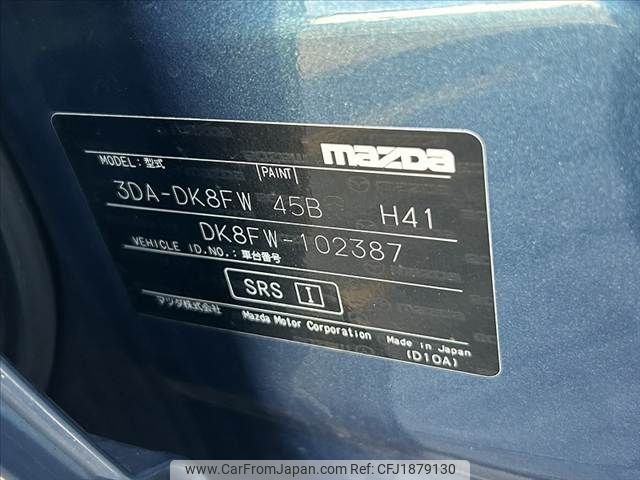 mazda
MODEL: 型式 PAINT
3DA-DK8FW 45B H41
DK8FW-102387
VEHICLE ID.NO.: 車台番号
SRS I
マツダ株式会社 Mazda Motor Corporation Made in Japan
(D10A)
www.CarFromJapan.com | REF No: CFJ1879130